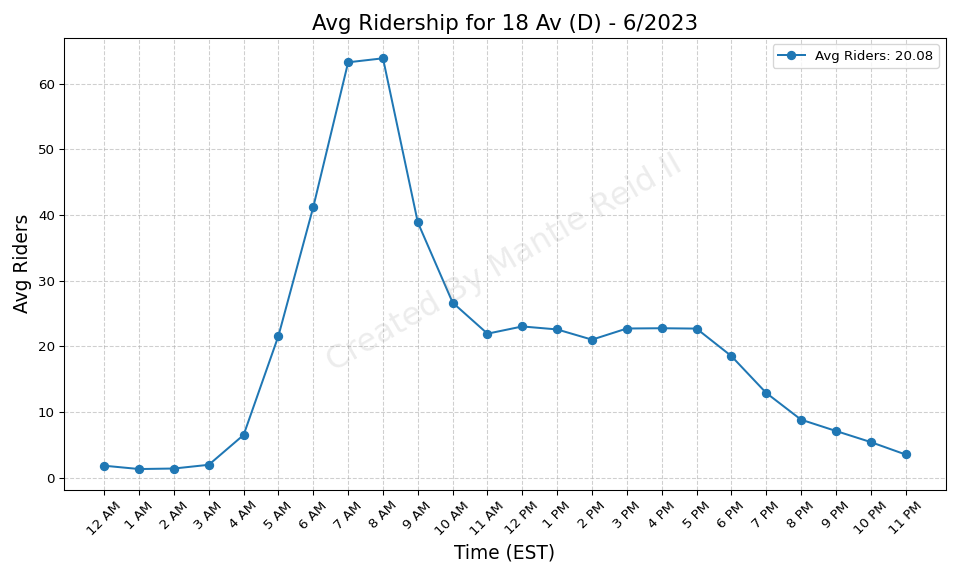 Avg Ridership for 18 Av (D) - 6/2023
Avg Riders: 20.08
Avg Riders
60
50
40
30
20
10
0
Created By Mantie Reid II
12 AM 1 AM 2 AM 3 AM 4 AM 5 AM 6 AM 7 AM 8 AM 9 AM 10 AM 11 AM 12 PM 1 PM 2 PM 3 PM 4 PM 5 PM 6 PM 7 PM 8 PM 9 PM 10 PM 11 PM
Time (EST)